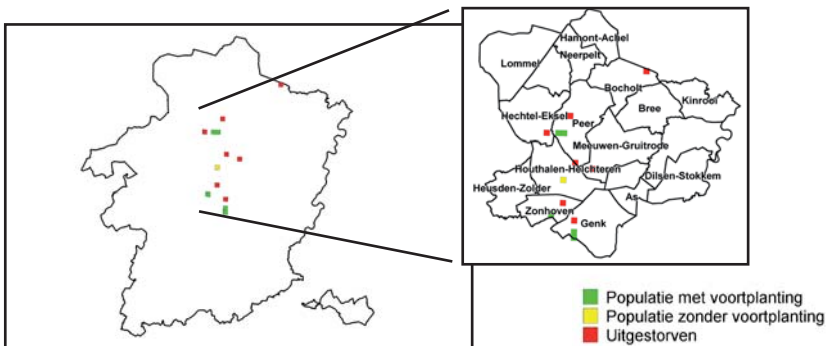 Hamont-Achel
Neerpelt
Lommel
Bocholt
Kinrooi
Bree
Hechtel-Eksel
Peer
Meeuwen-Gruitrode
Houthalen-Helchteren
Dilsen-Stokkem
Heusden-Zolder
As
Zonhoven
Genk
Populatie met voortplanting
Populatie zonder voortplanting
Uitgestorven